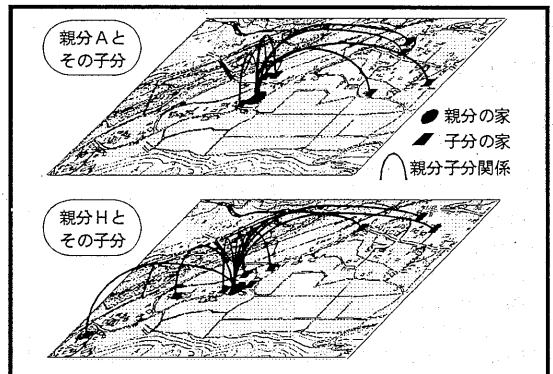 親分Aと
その子分
親分の家
子分の家
親分子分関係
親分Hと
その子分